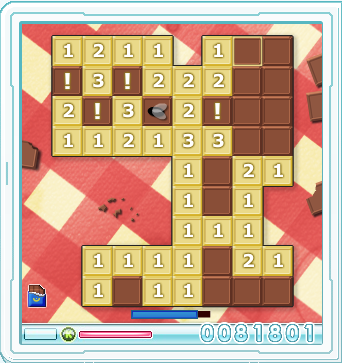 1 2 1 1 1
! 3 ! 2 2 2
2 ! 3 2 !
1 1 2 1 3 3
1 2 1
1 1
1 1 1
1 1 1 1 2 1
1 1 1
0081801